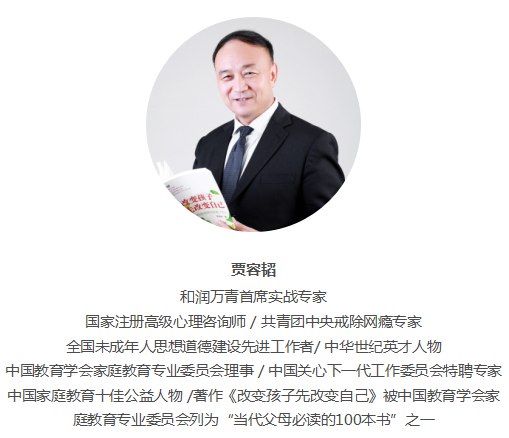 改变孩子
先改变自己
贾容韬
和润万青首席实战专家
国家注册高级心理咨询师 / 共青团中央戒除网瘾专家
全国未成年人思想道德建设先进工作者/ 中华世纪英才人物
中国教育学会家庭教育专业委员会理事 / 中国关心下一代工作委员会特聘专家
中国家庭教育十佳公益人物 /著作《改变孩子先改变自己》被中国教育学会家
庭教育专业委员会列为“当代父母必读的100本书”之一